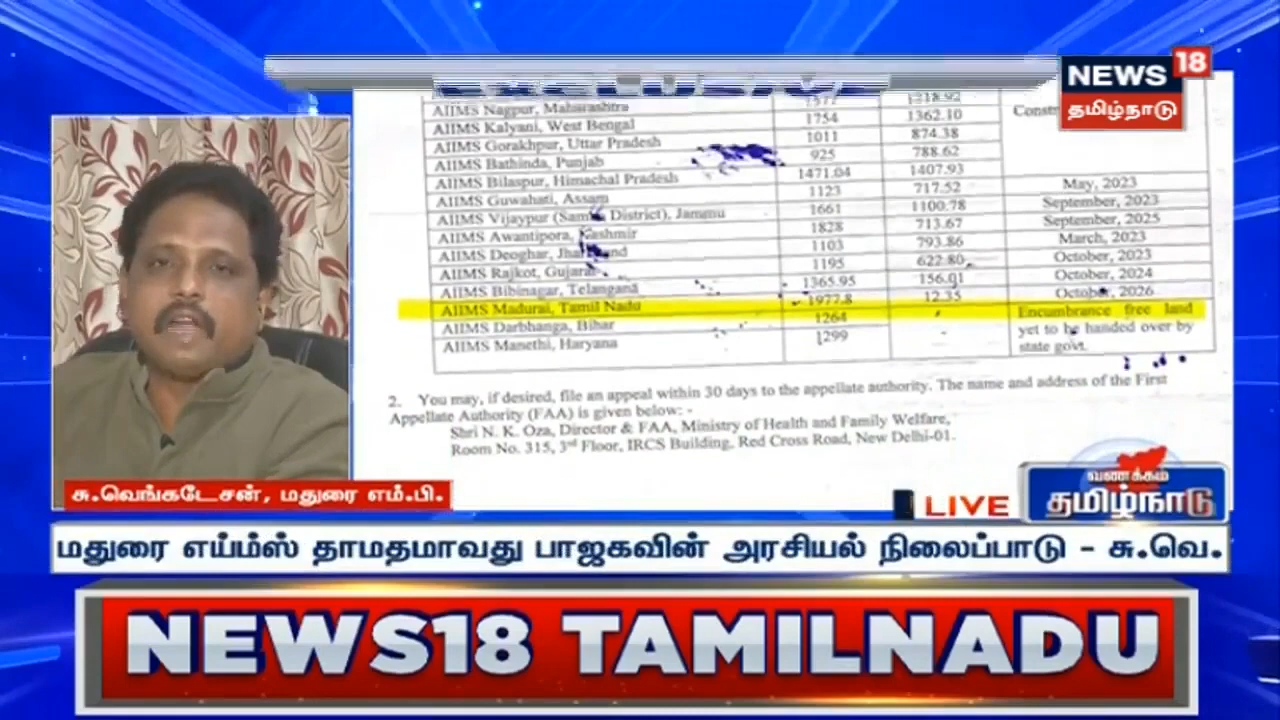 NEWS 18
தமிழ்நாடு
AIIMS Nagpur, Maharashtra 1577 1218.92
AIIMS Kalyani, West Bengal 1754 1362.10
AIIMS Gorakhpur, Uttar Pradesh 1011 874.38
AIIMS Bathinda, Punjab 925 788.62
AIIMS Bilaspur, Himachal Pradesh 1471.04 1407.93
AIIMS Guwahati, Assam 1123 717.52 May, 2023
AIIMS Vijaypur (Samba District), Jammu 1661 1100.78 September, 2023
AIIMS Awantipora, Kashmir 1828 713.67 September, 2025
AIIMS Deoghar, Jharkhand 1103 793.86 March, 2023
AIIMS Rajkot, Gujarat 1195 622.80 October, 2023
AIIMS Bibinagar, Telangana 1365.95 156.01 October, 2024
AIIMS Madurai, Tamil Nadu 1977.8 12.35 October, 2026
AIIMS Darbhanga, Bihar 1264 - Encumbrance free land
AIIMS Manethi, Haryana 1299 - yet to be handed over by
state govt.
2. You may, if desired, file an appeal within 30 days to the appellate authority. The name and address of the First
Appellate Authority (FAA) is given below: -
Shri N. K. Oza, Director & FAA, Ministry of Health and Family Welfare,
Room No. 315, 3rd Floor, IRCS Building, Red Cross Road, New Delhi-01.
சு.வெங்கடேசன், மதுரை எம்.பி.
LIVE
வணக்கம்
தமிழ்நாடு
மதுரை எய்ம்ஸ் தாமதமாவது பாஜகவின் அரசியல் நிலைப்பாடு - சு.வெ.
NEWS18 TAMILNADU